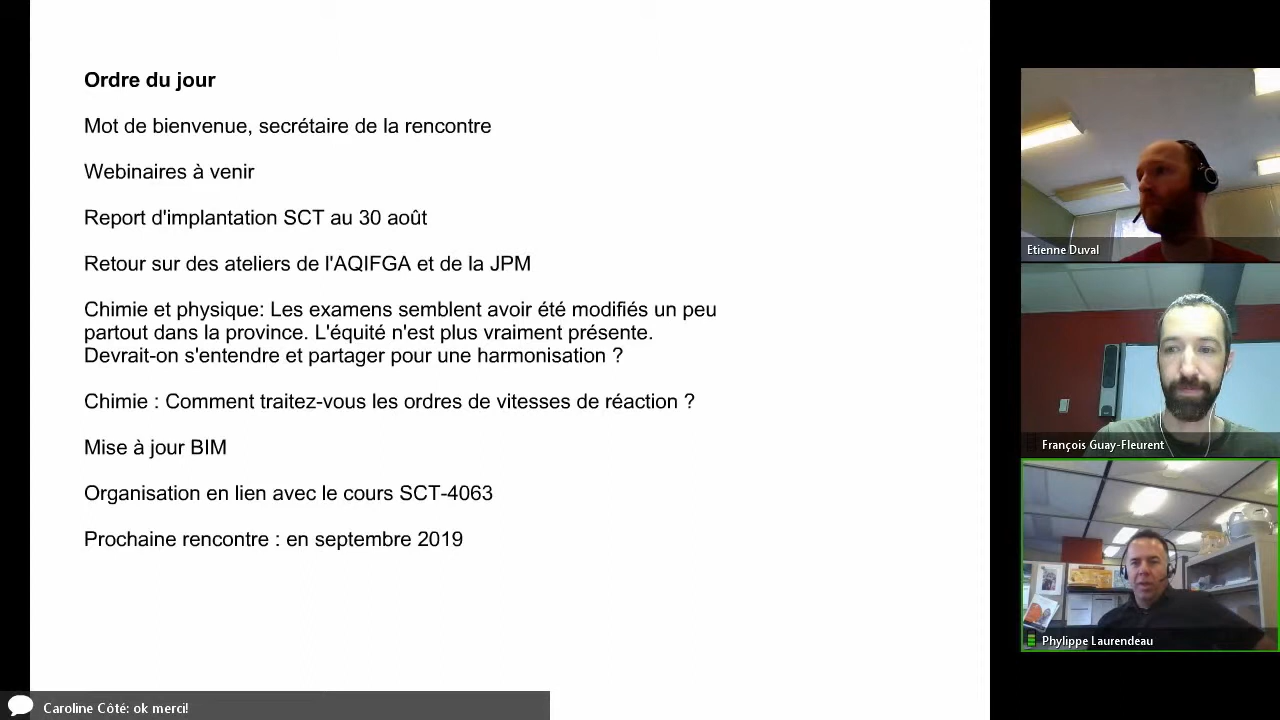 Ordre du jour
Mot de bienvenue, secrétaire de la rencontre
Webinaires à venir
Report d'implantation SCT au 30 août
Retour sur des ateliers de l'AQIFGA et de la JPM
Chimie et physique: Les examens semblent avoir été modifiés un peu
partout dans la province. L'équité n'est plus vraiment présente.
Devrait-on s'entendre et partager pour une harmonisation ?
Chimie : Comment traitez-vous les ordres de vitesses de réaction ?
Mise à jour BIM
Organisation en lien avec le cours SCT-4063
Prochaine rencontre : en septembre 2019
Etienne Duval
François Guay-Fleurent
Phylippe Laurendeau
Caroline Côté: ok merci!